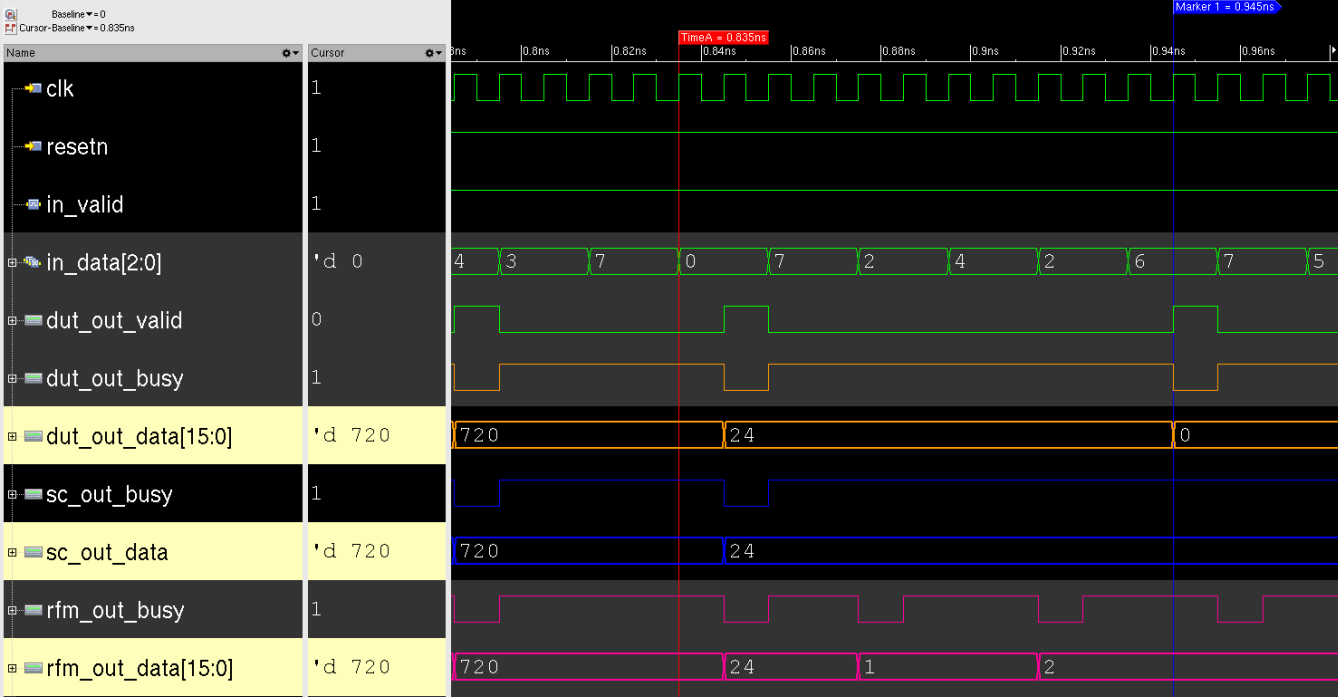 Baseline▼= 0
Cursor-Baseline▼= 0.835ns
Marker 1 = 0.945ns
TimeA = 0.835ns
Name Cursor
8ns 0.8ns 0.82ns 0.84ns 0.86ns 0.88ns 0.9ns 0.92ns 0.94ns 0.96ns
clk 1
resetn 1
in_valid 1
in_data[2:0] 'd 0 4 3 7 0 7 2 4 2 6 7 5
dut_out_valid 0
dut_out_busy 1
dut_out_data[15:0] 'd 720 720 24 0
sc_out_busy 1
sc_out_data 'd 720 720 24
rfm_out_busy 1
rfm_out_data[15:0] 'd 720 720 24 1 2